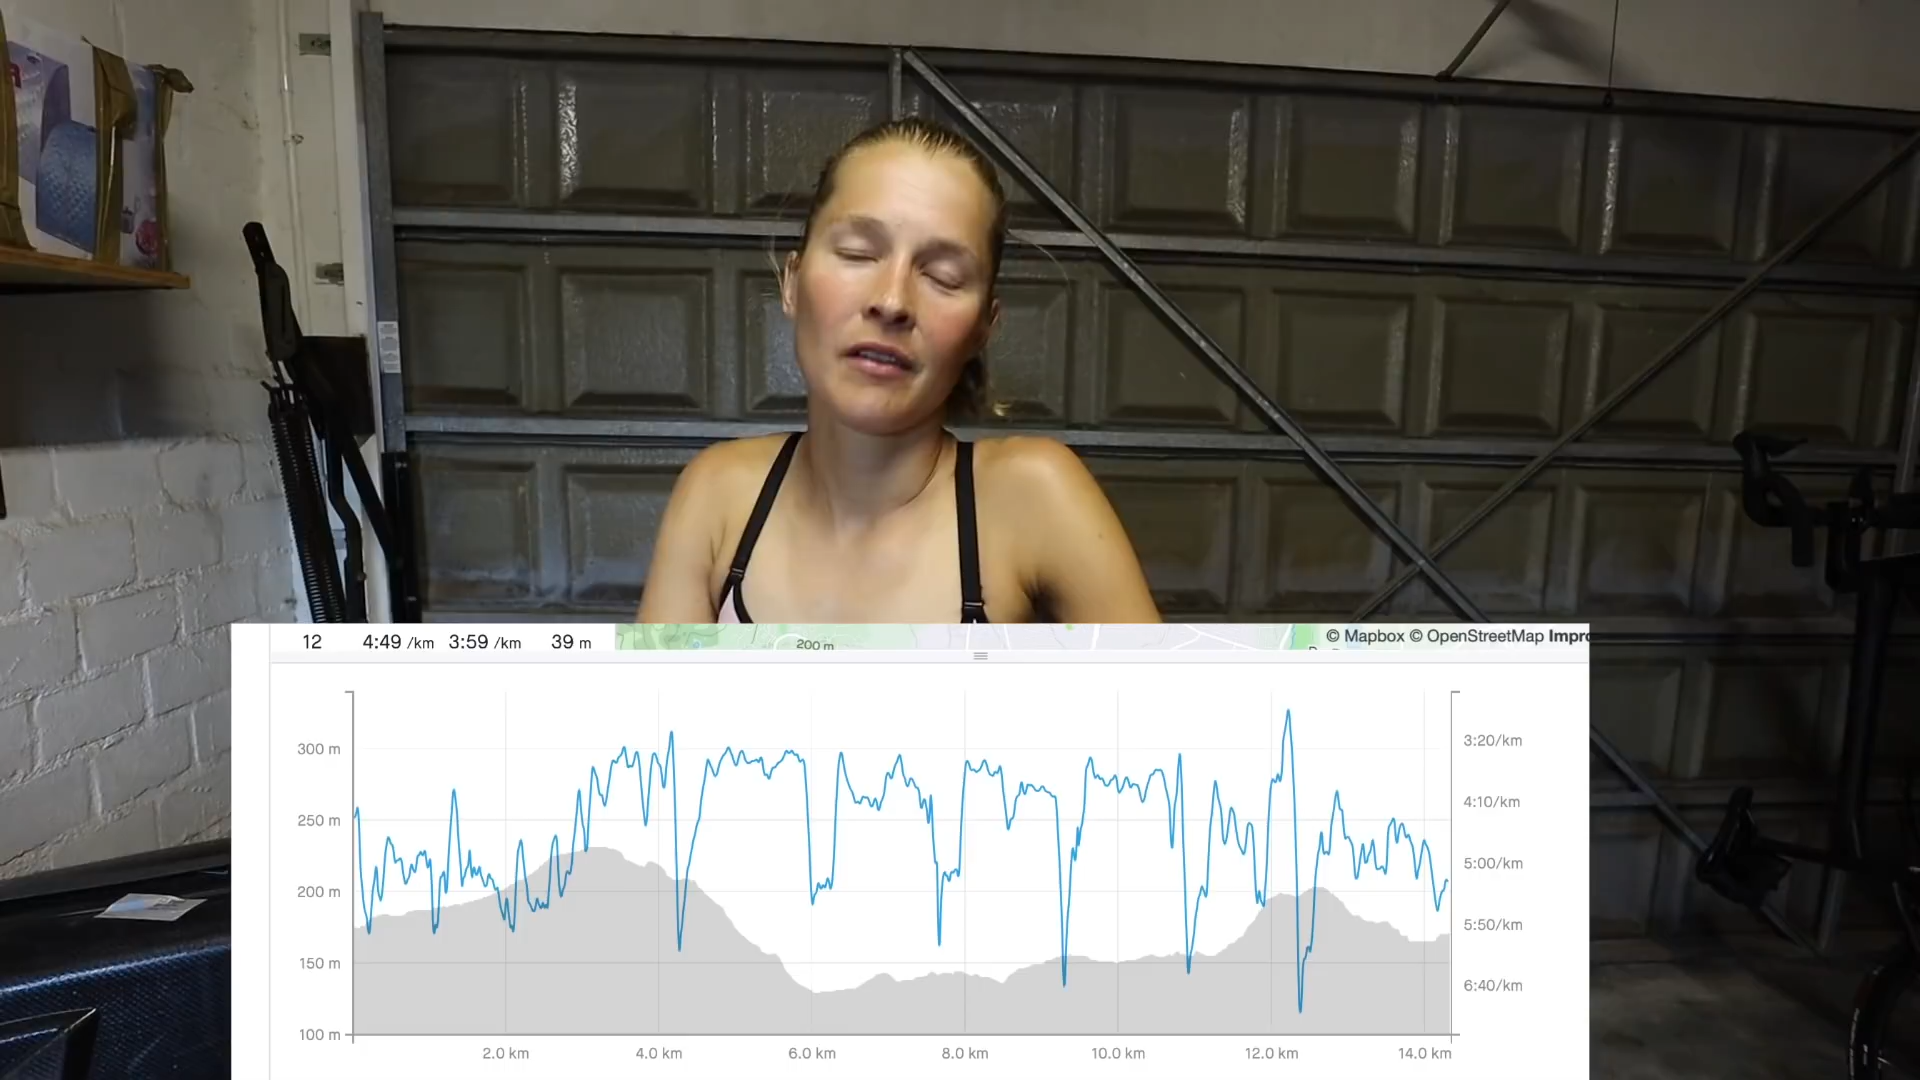 12 4:49 /km 3:59 /km 39 m
200 m
© Mapbox © OpenStreetMap Impro
300 m
250 m
200 m
150 m
100 m
3:20/km
4:10/km
5:00/km
5:50/km
6:40/km
2.0 km 4.0 km 6.0 km 8.0 km 10.0 km 12.0 km 14.0 km